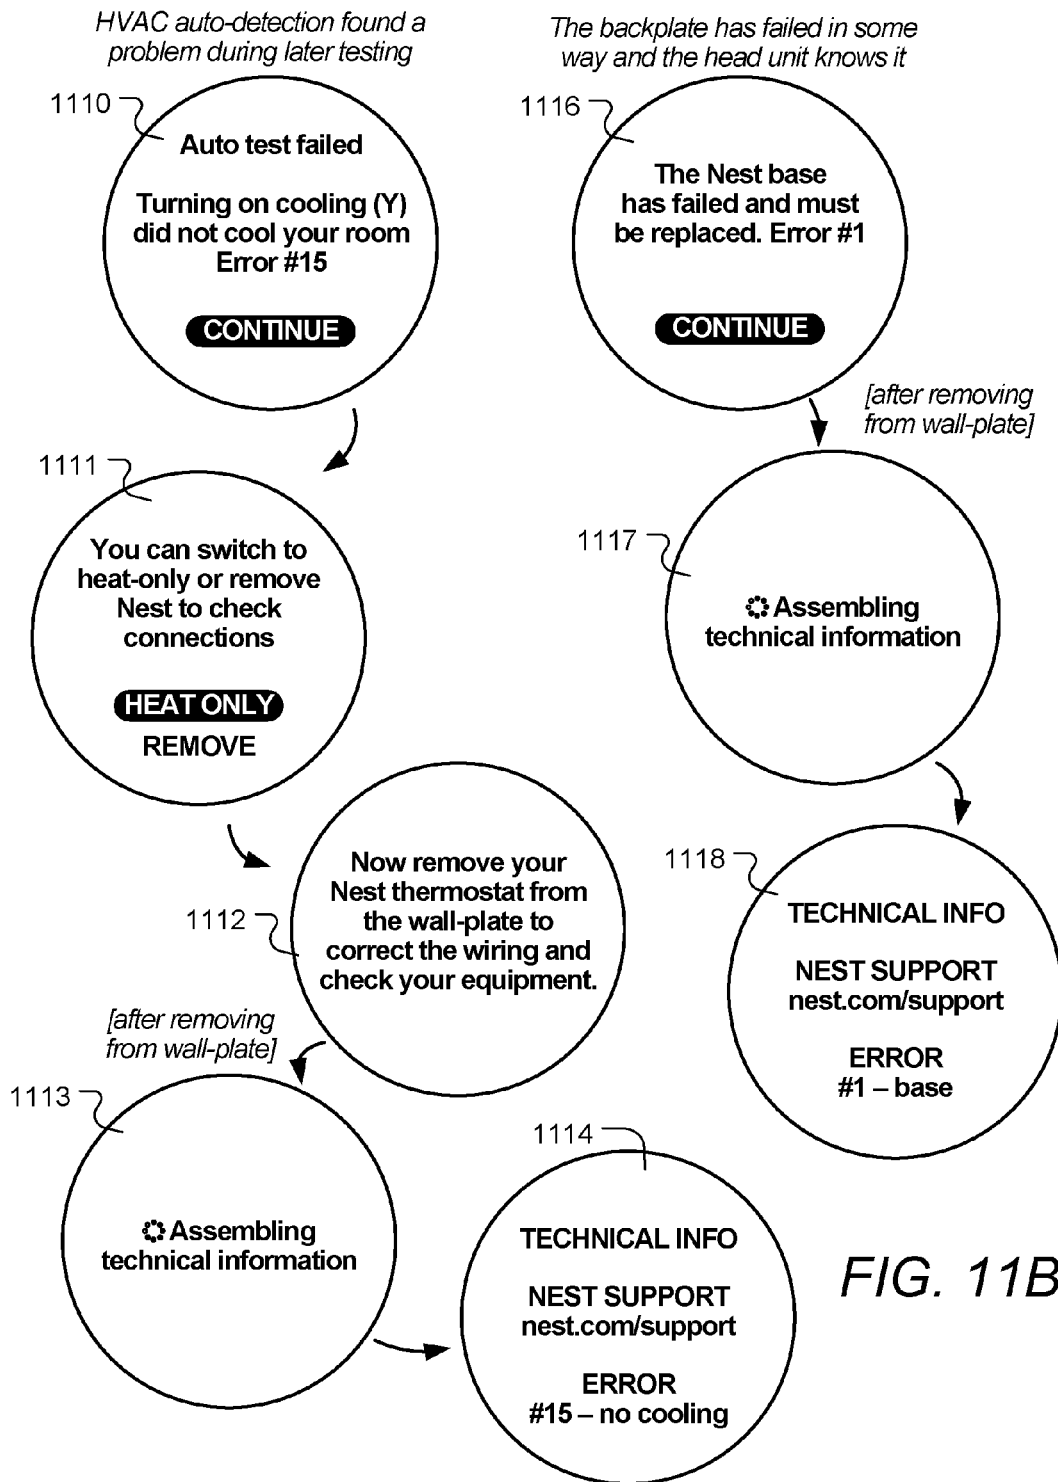 HVAC auto-detection found a
problem during later testing
1110
Auto test failed
Turning on cooling (Y)
did not cool your room
Error #15
CONTINUE
1111
You can switch to
heat-only or remove
Nest to check
connections
HEAT ONLY
REMOVE
1112
Now remove your
Nest thermostat from
the wall-plate to
correct the wiring and
check your equipment.
[after removing
from wall-plate]
1113
Assembling
technical information
1114
TECHNICAL INFO
NEST SUPPORT
nest.com/support
ERROR
#15 – no cooling
The backplate has failed in some
way and the head unit knows it
1116
The Nest base
has failed and must
be replaced. Error #1
CONTINUE
[after removing
from wall-plate]
1117
Assembling
technical information
1118
TECHNICAL INFO
NEST SUPPORT
nest.com/support
ERROR
#1 – base
FIG. 11B